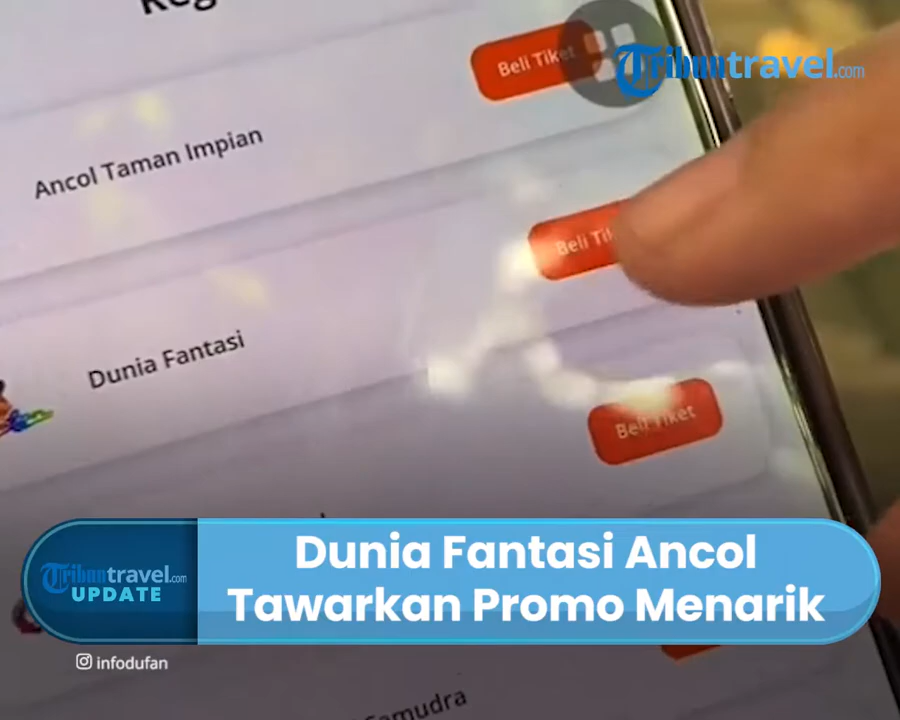 Beli Tiket
Tribuntravel.com
Ancol Taman Impian
Beli
Dunia Fantasi
Beli Tiket
Tribuntravel.com
UPDATE
Dunia Fantasi Ancol
Tawarkan Promo Menarik
infodufan